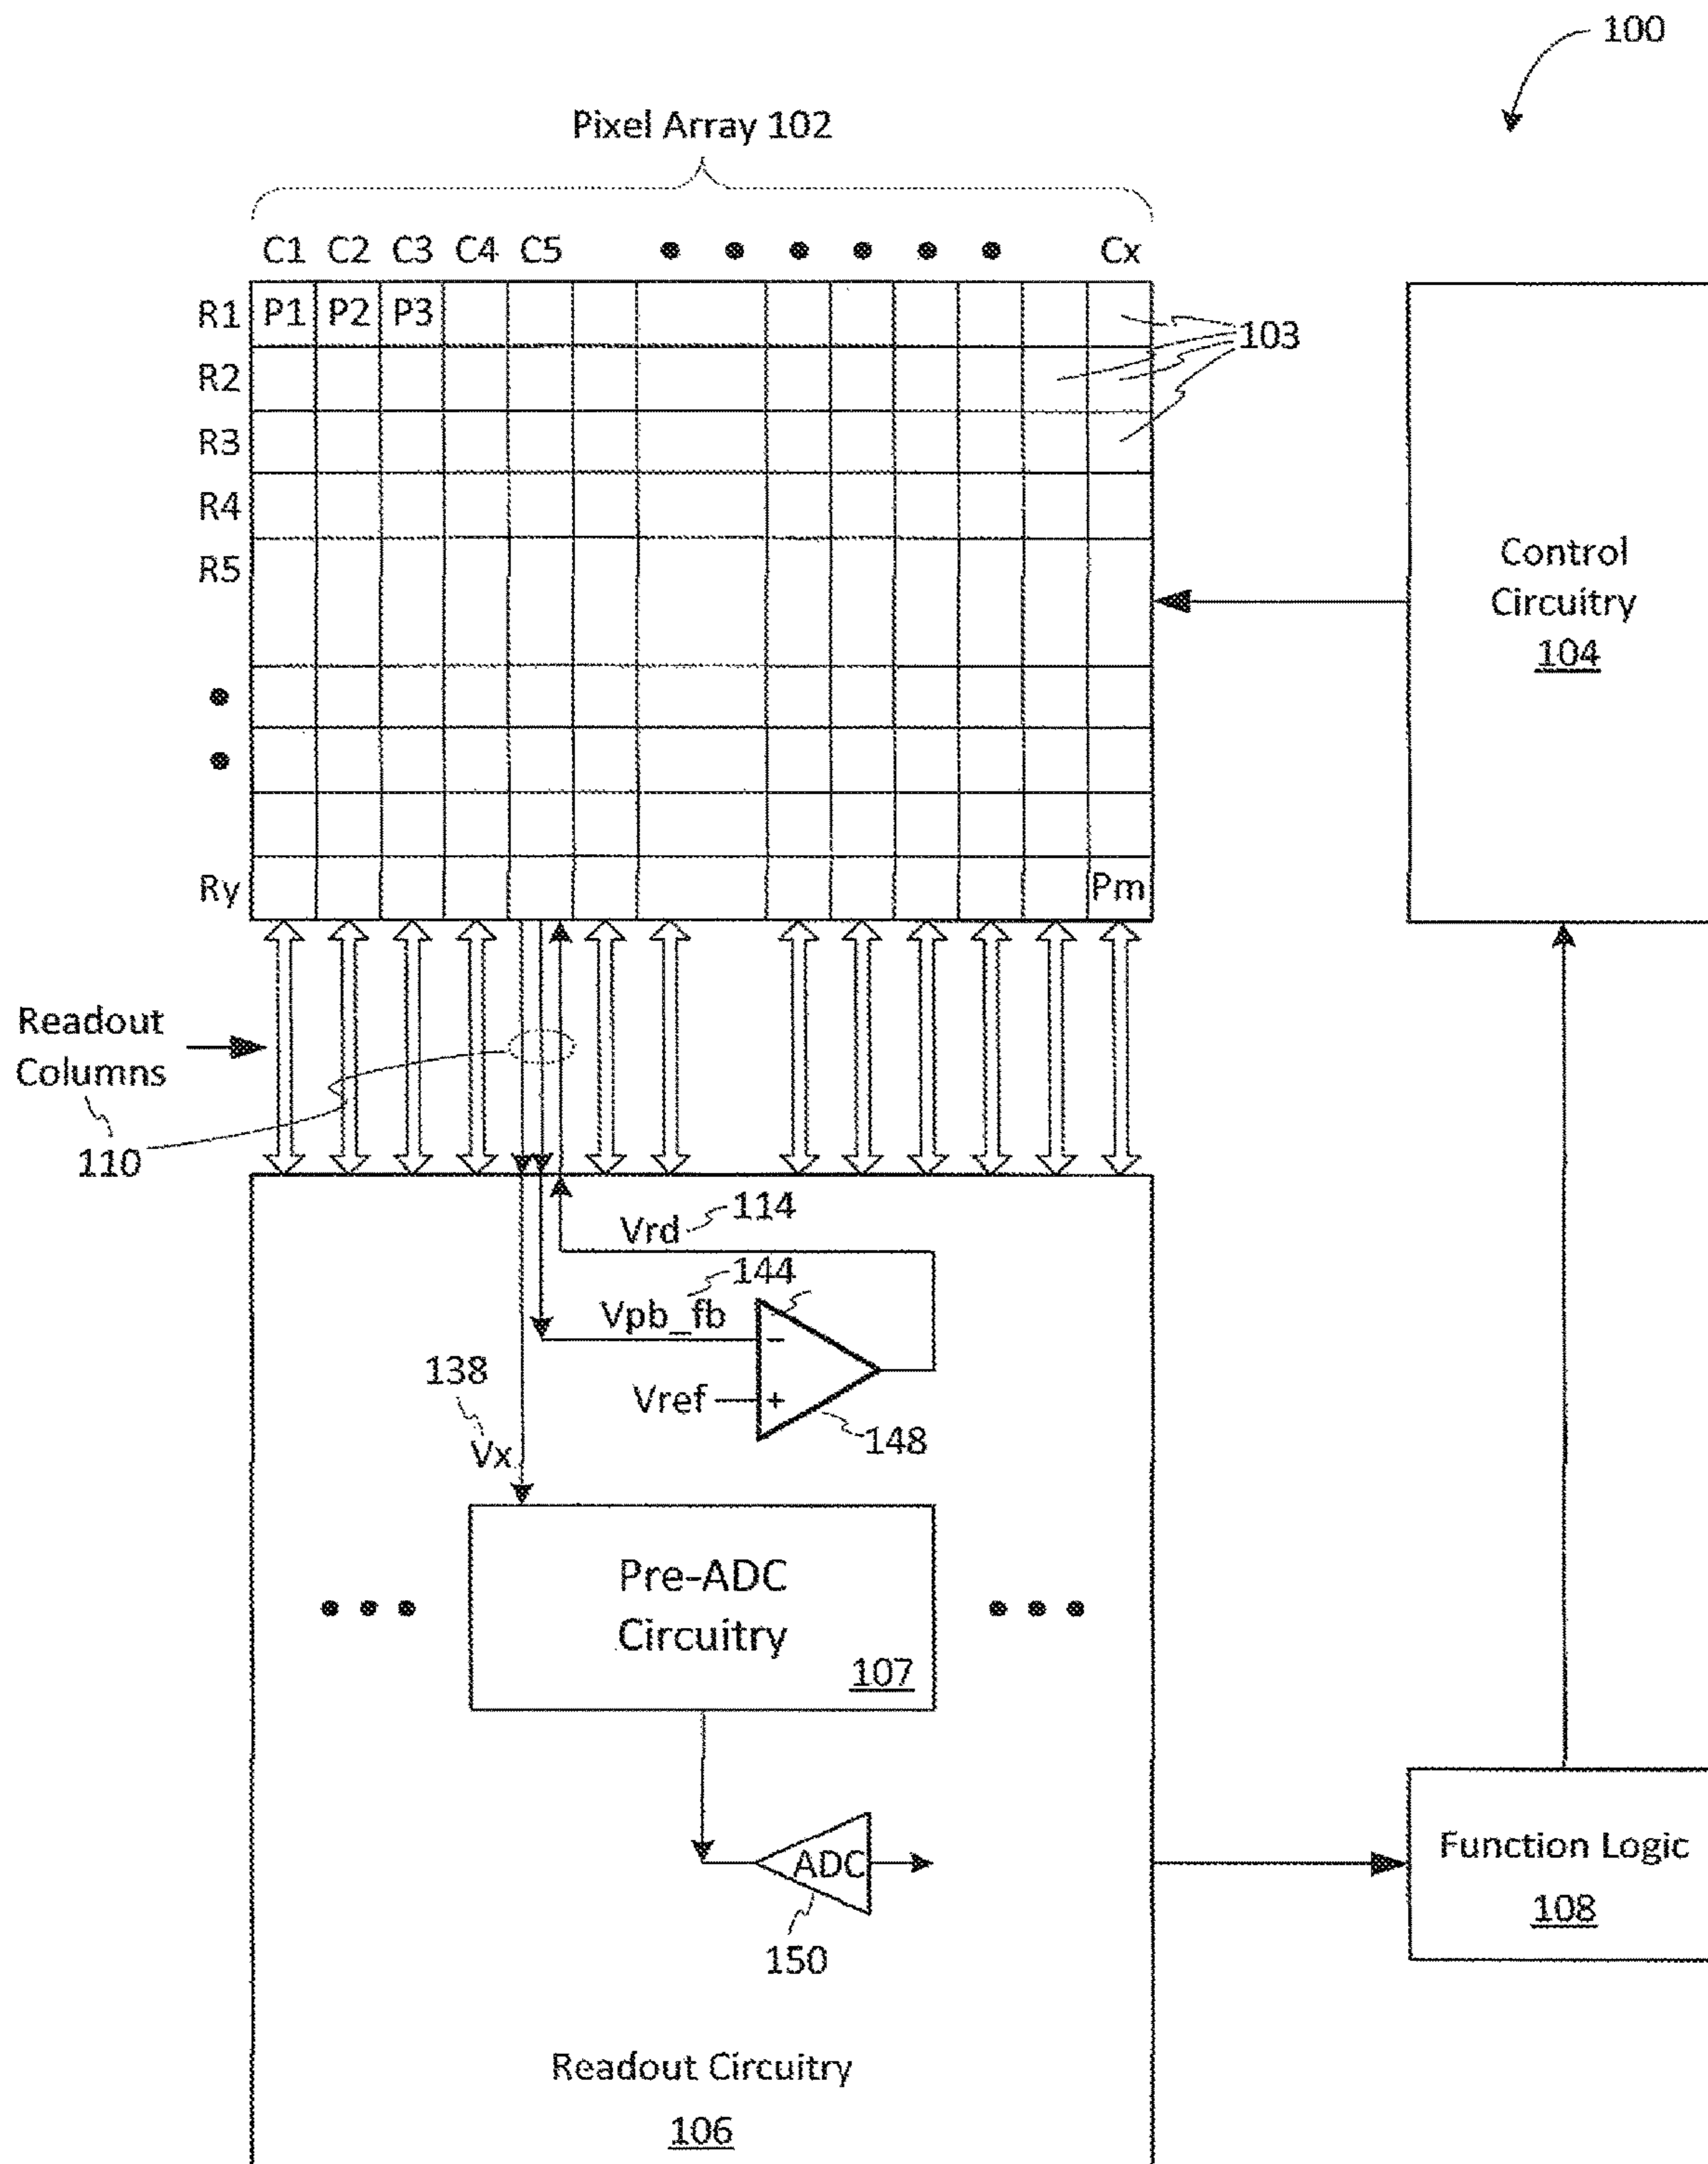 100
Pixel Array 102
C1 C2 C3 C4 C5 Cx
R1 P1 P2 P3
103
R2
R3
R4
R5
Control
Circuitry
104
Ry Pm
Readout
Columns
110
Vrd 114
144
Vpb_fb −
138
Vref +
148
Vx
Pre-ADC
Circuitry
107
ADC
150
Function Logic
108
Readout Circuitry
106